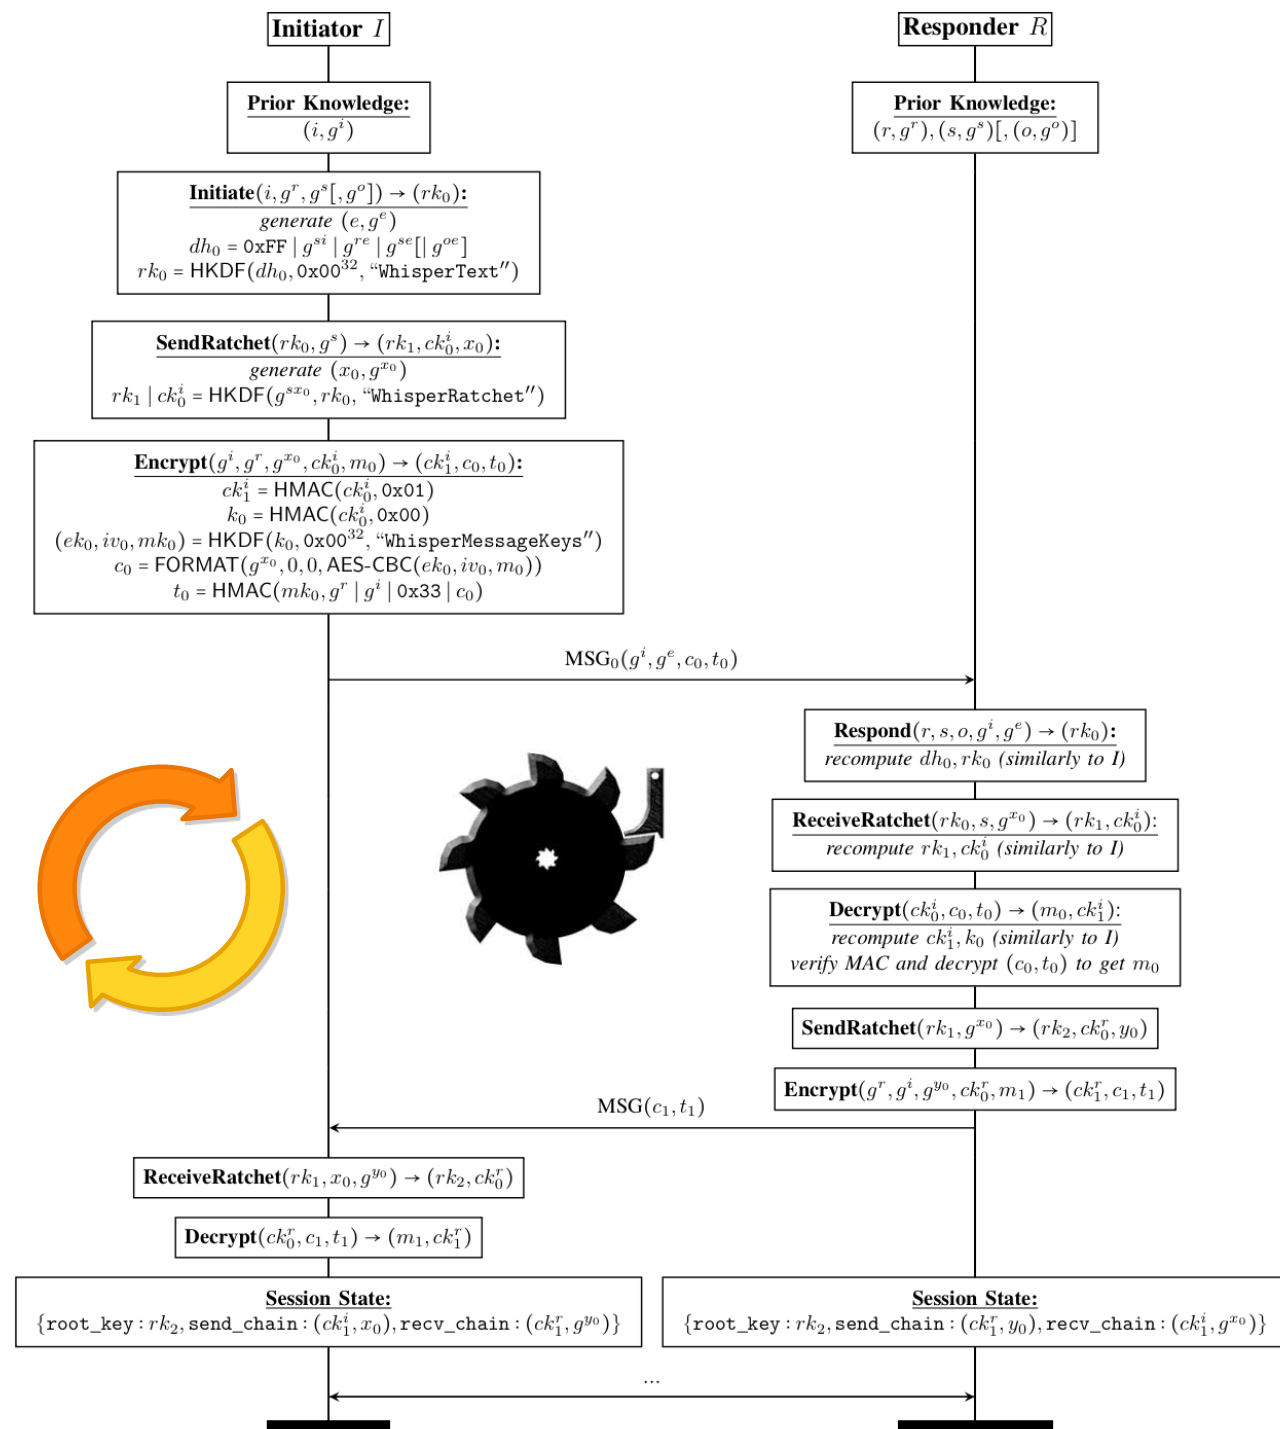 Initiator I
Responder R
Prior Knowledge:
(i, g^i)
Prior Knowledge:
(r, g^r), (s, g^s)[, (o, g^o)]
Initiate(i, g^r, g^s[, g^o]) → (rk_0):
generate (e, g^e)
dh_0 = 0xFF | g^{si} | g^{re} | g^{se}[| g^{oe}]
rk_0 = HKDF(dh_0, 0x00^{32}, “WhisperText″)
SendRatchet(rk_0, g^s) → (rk_1, ck_0^i, x_0):
generate (x_0, g^{x_0})
rk_1 | ck_0^i = HKDF(g^{sx_0}, rk_0, “WhisperRatchet″)
Encrypt(g^i, g^r, g^{x_0}, ck_0^i, m_0) → (ck_1^i, c_0, t_0):
ck_1^i = HMAC(ck_0^i, 0x01)
k_0 = HMAC(ck_0^i, 0x00)
(ek_0, iv_0, mk_0) = HKDF(k_0, 0x00^{32}, “WhisperMessageKeys″)
c_0 = FORMAT(g^{x_0}, 0, 0, AES-CBC(ek_0, iv_0, m_0))
t_0 = HMAC(mk_0, g^r | g^i | 0x33 | c_0)
MSG_0(g^i, g^e, c_0, t_0)
Respond(r, s, o, g^i, g^e) → (rk_0):
recompute dh_0, rk_0 (similarly to I)
ReceiveRatchet(rk_0, s, g^{x_0}) → (rk_1, ck_0^i):
recompute rk_1, ck_0^i (similarly to I)
Decrypt(ck_0^i, c_0, t_0) → (m_0, ck_1^i):
recompute ck_1^i, k_0 (similarly to I)
verify MAC and decrypt (c_0, t_0) to get m_0
SendRatchet(rk_1, g^{x_0}) → (rk_2, ck_0^r, y_0)
Encrypt(g^r, g^i, g^{y_0}, ck_0^r, m_1) → (ck_1^r, c_1, t_1)
MSG(c_1, t_1)
ReceiveRatchet(rk_1, x_0, g^{y_0}) → (rk_2, ck_0^r)
Decrypt(ck_0^r, c_1, t_1) → (m_1, ck_1^r)
Session State:
{root_key : rk_2, send_chain : (ck_1^i, x_0), recv_chain : (ck_1^r, g^{y_0})}
Session State:
{root_key : rk_2, send_chain : (ck_1^r, y_0), recv_chain : (ck_1^i, g^{x_0})}
...